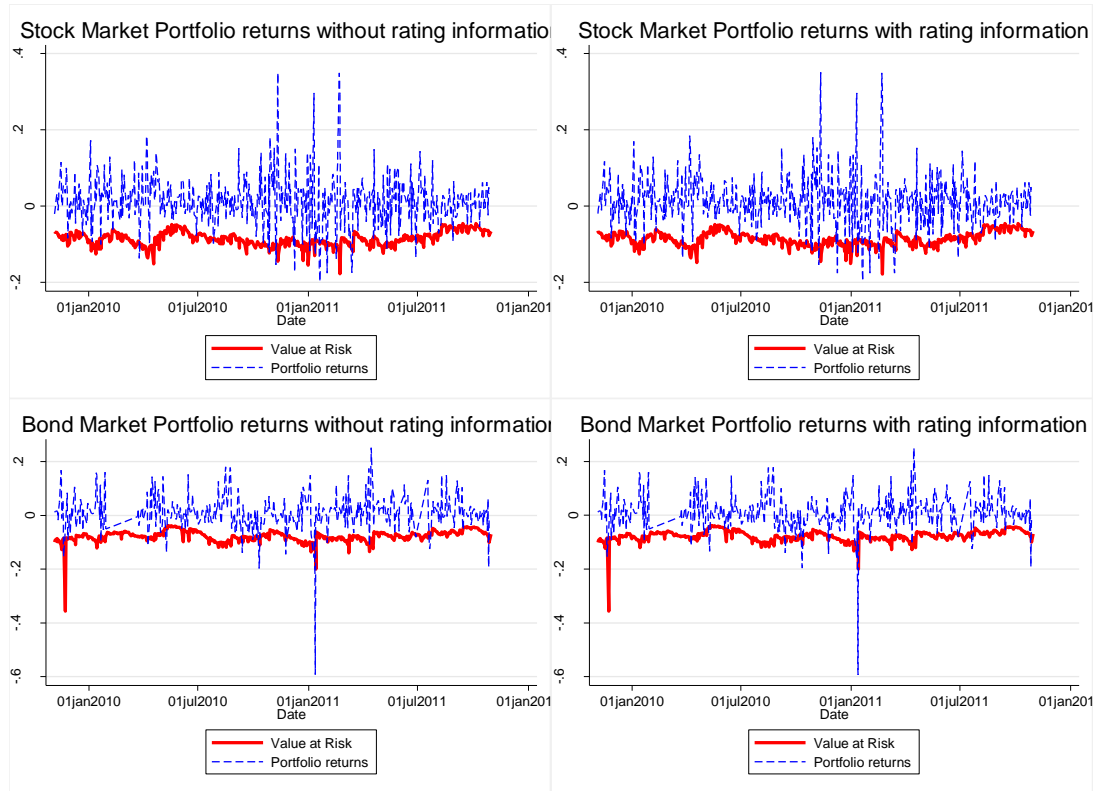 Stock Market Portfolio returns without rating information
.4
.2
0
-.2
01jan2010 01jul2010 01jan2011 01jul2011 01jan201
Date
Value at Risk
Portfolio returns
Stock Market Portfolio returns with rating information
.4
.2
0
-.2
01jan2010 01jul2010 01jan2011 01jul2011 01jan201
Date
Value at Risk
Portfolio returns
Bond Market Portfolio returns without rating information
.2
0
-.2
-.4
-.6
01jan2010 01jul2010 01jan2011 01jul2011 01jan201
Date
Value at Risk
Portfolio returns
Bond Market Portfolio returns with rating information
.2
0
-.2
-.4
-.6
01jan2010 01jul2010 01jan2011 01jul2011 01jan201
Date
Value at Risk
Portfolio returns